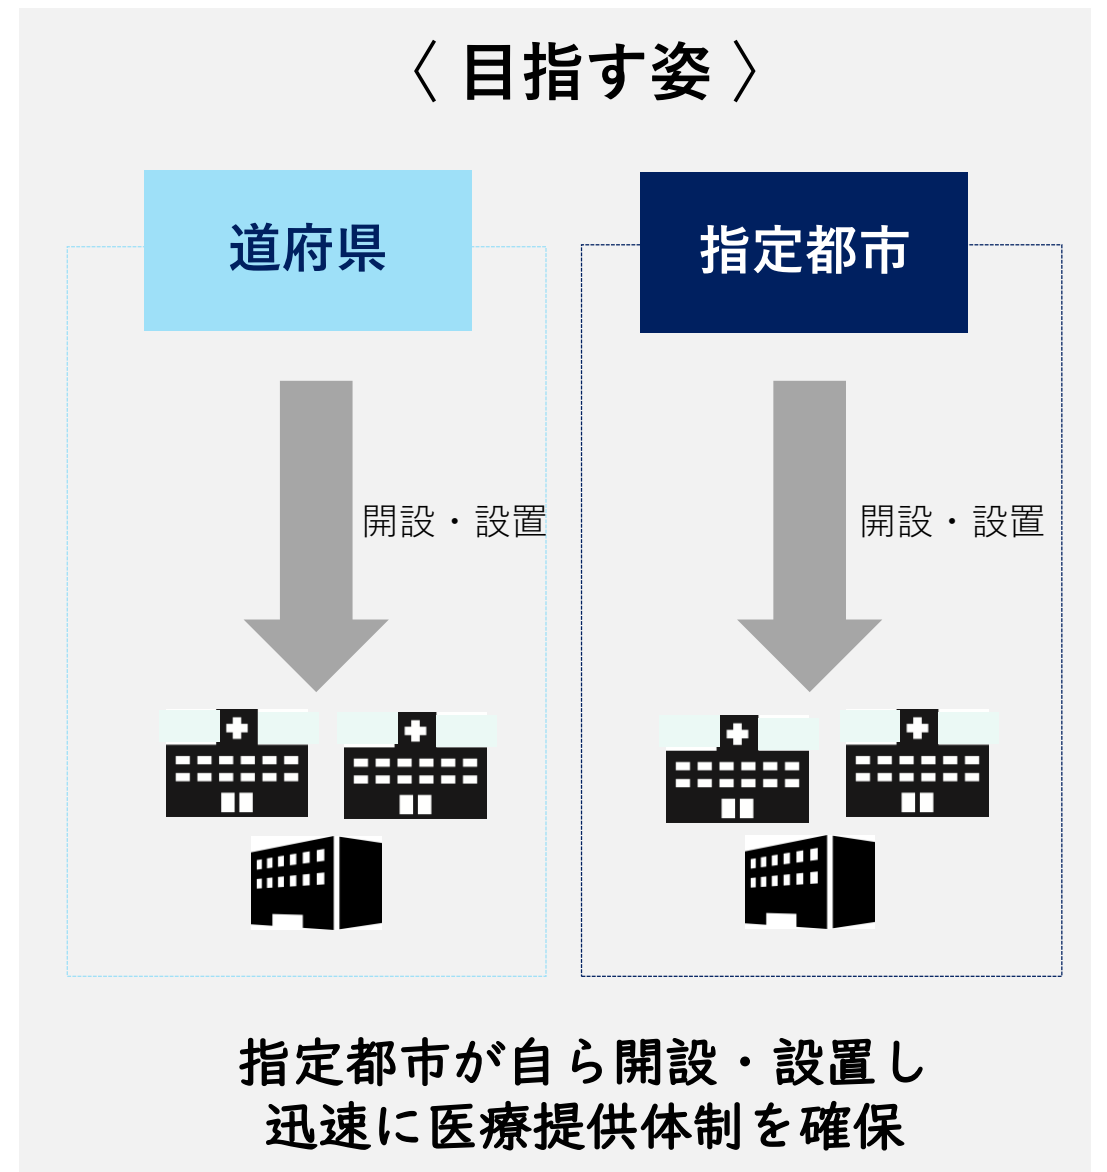 〈 目指す姿 〉
道府県
指定都市
開設・設置
開設・設置
指定都市が自ら開設・設置し
迅速に医療提供体制を確保